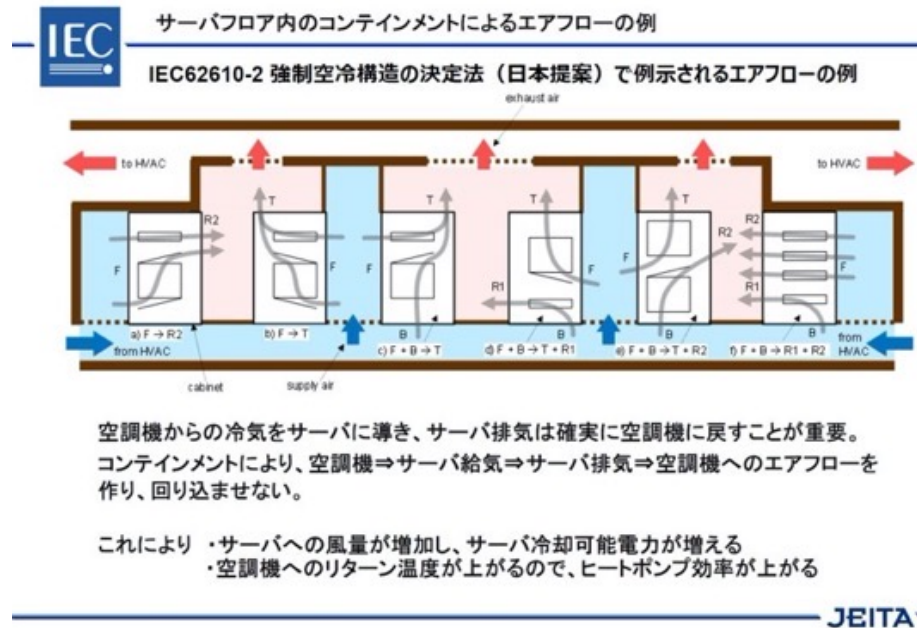 IEC
サーバフロア内のコンテインメントによるエアフローの例
IEC62610-2 強制空冷構造の決定法（日本提案）で例示されるエアフローの例
exhaust air
to HVAC
to HVAC
T
T
T
T
R2
R2
R2
F
F
F
F
F
R1
R1
B
B
B
a) F → R2
b) F → T
c) F + B → T
d) F + B → T + R1
e) F + B → T + R2
f) F + B → R1 + R2
from HVAC
from
HVAC
cabinet
supply air
空調機からの冷気をサーバに導き、サーバ排気は確実に空調機に戻すことが重要。
コンテインメントにより、空調機⇒サーバ給気⇒サーバ排気⇒空調機へのエアフローを
作り、回り込ませない。
これにより ・サーバへの風量が増加し、サーバ冷却可能電力が増える
・空調機へのリターン温度が上がるので、ヒートポンプ効率が上がる
JEITA